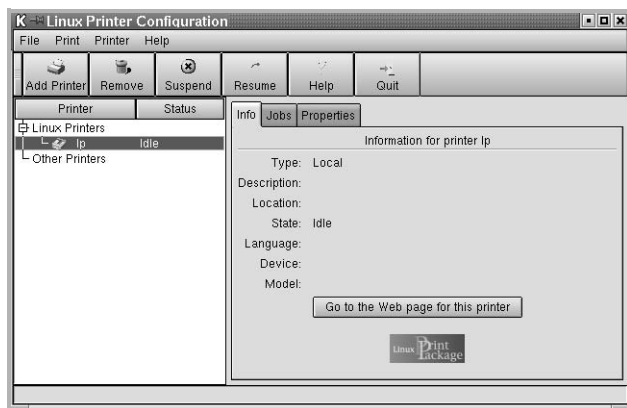 Linux Printer Configuration
File Print Printer Help
Add Printer Remove Suspend Resume Help Quit
Printer Status
Linux Printers
lp Idle
Other Printers
Info Jobs Properties
Information for printer lp
Type: Local
Description:
Location:
State: Idle
Language:
Device:
Model:
Go to the Web page for this printer
Linux Print Package